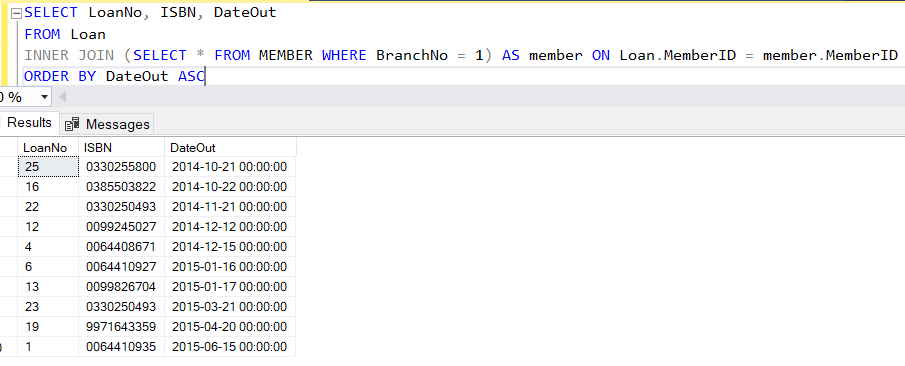 SELECT LoanNo, ISBN, DateOut
FROM Loan
INNER JOIN (SELECT * FROM MEMBER WHERE BranchNo = 1) AS member ON Loan.MemberID = member.MemberID
ORDER BY DateOut ASC
0 %
Results Messages
LoanNo ISBN DateOut
25 0330255800 2014-10-21 00:00:00
16 0385503822 2014-10-22 00:00:00
22 0330250493 2014-11-21 00:00:00
12 0099245027 2014-12-12 00:00:00
4 0064408671 2014-12-15 00:00:00
6 0064410927 2015-01-16 00:00:00
13 0099826704 2015-01-17 00:00:00
23 0330250493 2015-03-21 00:00:00
19 9971643359 2015-04-20 00:00:00
1 0064410935 2015-06-15 00:00:00